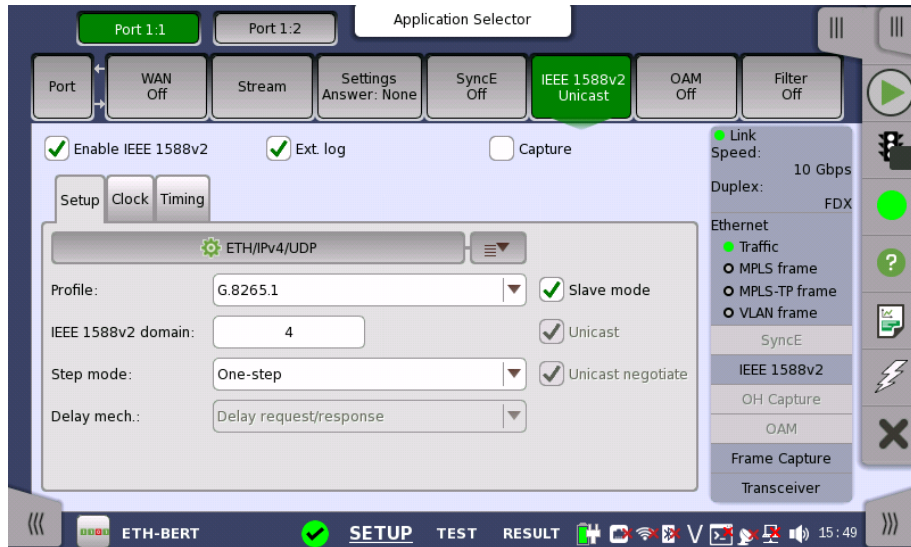 Application Selector
Port 1:1
Port 1:2
Port
WAN
Off
Stream
Settings
Answer: None
SyncE
Off
IEEE 1588v2
Unicast
OAM
Off
Filter
Off
Enable IEEE 1588v2
Ext. log
Capture
Setup
Clock
Timing
ETH/IPv4/UDP
Profile:
G.8265.1
Slave mode
IEEE 1588v2 domain:
4
Unicast
Step mode:
One-step
Unicast negotiate
Delay mech.:
Delay request/response
Link
Speed:
10 Gbps
Duplex:
FDX
Ethernet
Traffic
MPLS frame
MPLS-TP frame
VLAN frame
SyncE
IEEE 1588v2
OH Capture
OAM
Frame Capture
Transceiver
ETH-BERT
SETUP
TEST
RESULT
V
15:49